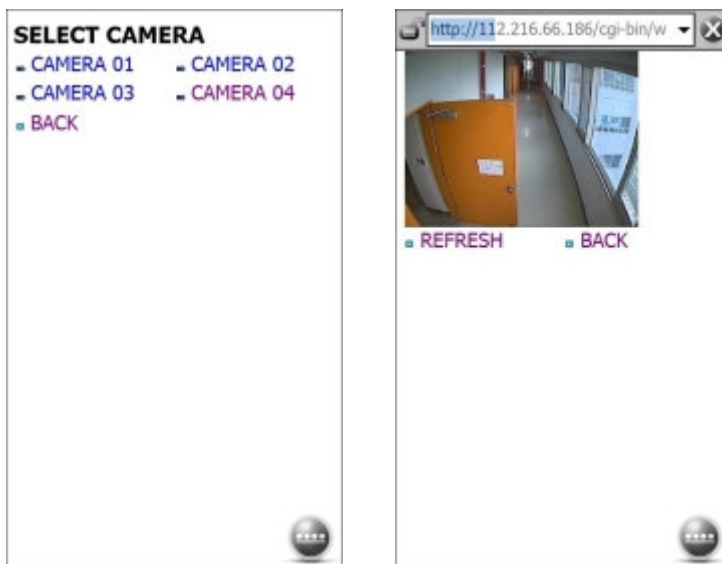 SELECT CAMERA
CAMERA 01 CAMERA 02
CAMERA 03 CAMERA 04
BACK
http://112.216.66.186/cgi-bin/w
REFRESH BACK